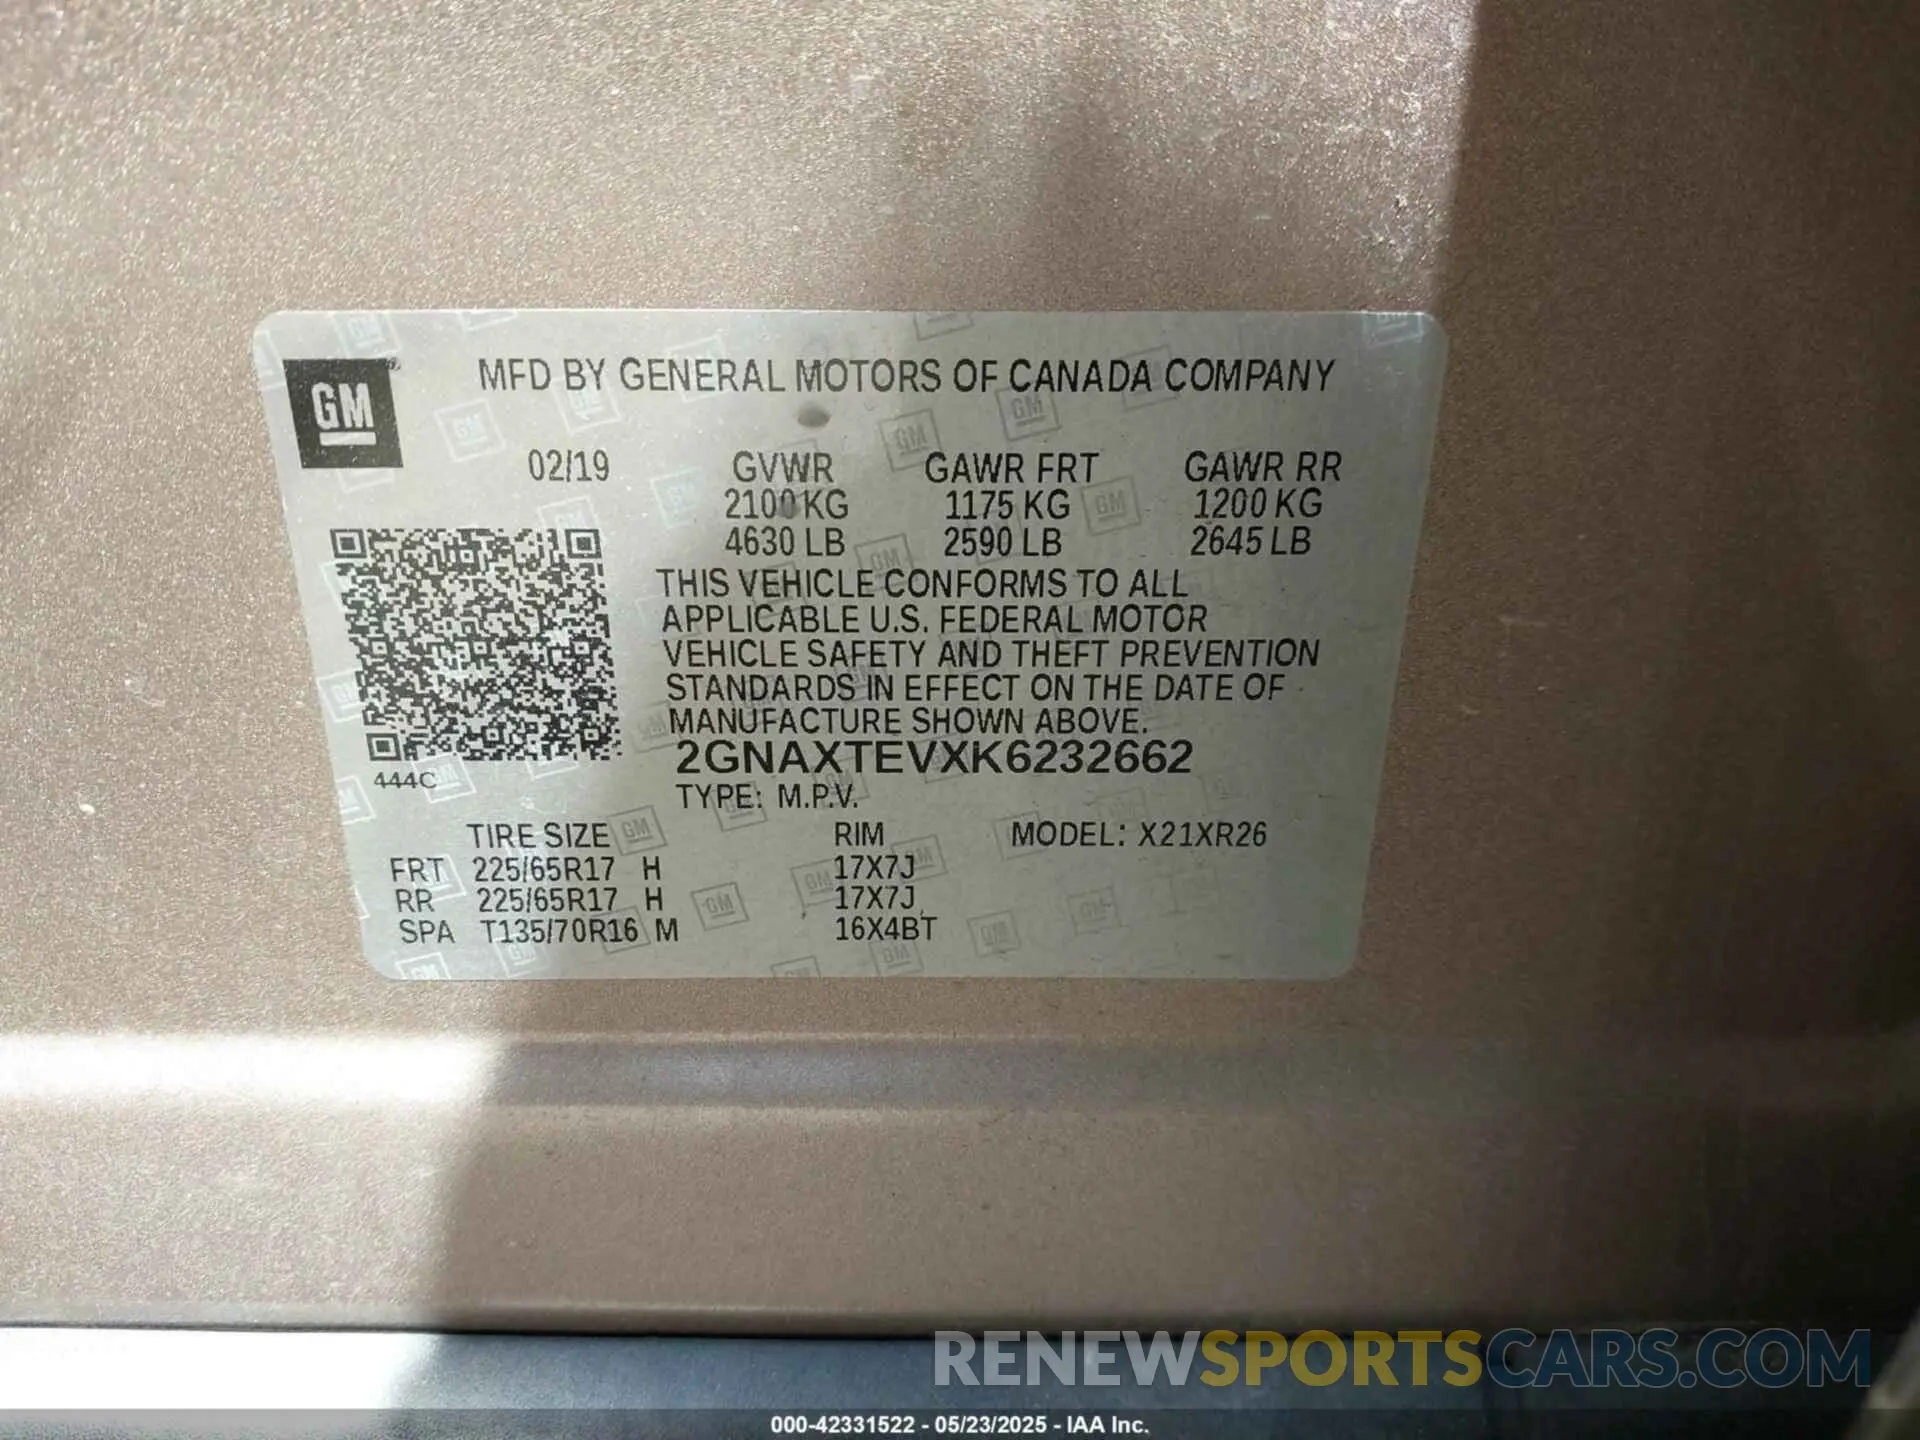 GM®
MFD BY GENERAL MOTORS OF CANADA COMPANY
02/19 GVWR GAWR FRT GAWR RR
2100 KG 1175 KG 1200 KG
4630 LB 2590 LB 2645 LB
THIS VEHICLE CONFORMS TO ALL
APPLICABLE U.S. FEDERAL MOTOR
VEHICLE SAFETY AND THEFT PREVENTION
STANDARDS IN EFFECT ON THE DATE OF
MANUFACTURE SHOWN ABOVE.
2GNAXTEVXK6232662
444C
TYPE: M.P.V.
TIRE SIZE RIM MODEL: X21XR26
FRT 225/65R17 H 17X7J
RR 225/65R17 H 17X7J
SPA T135/70R16 M 16X4BT
RENEWSPORTSCARS.COM
000-42331522 - 05/23/2025 - IAA Inc.